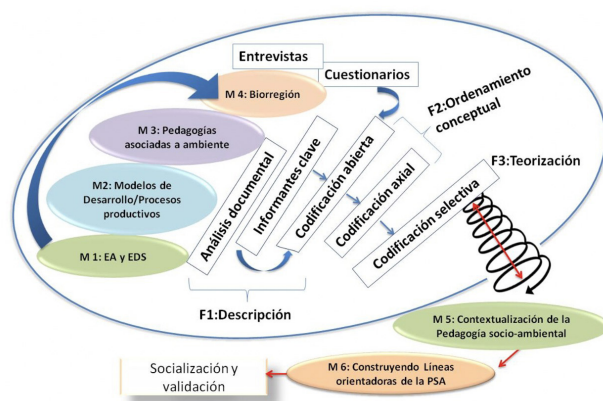 Entrevistas
Cuestionarios
M 4: Biorregión
F2:Ordenamiento
conceptual
M 3: Pedagogías
asociadas a ambiente
F3:Teorización
M2: Modelos de
Desarrollo/Procesos
productivos
M 1: EA y EDS
Análisis documental
Informantes clave
Codificación abierta
Codificación axial
Codificación selectiva
F1:Descripción
M 5: Contextualización de la
Pedagogía socio-ambiental
M 6: Construyendo Líneas
orientadoras de la PSA
Socialización y
validación